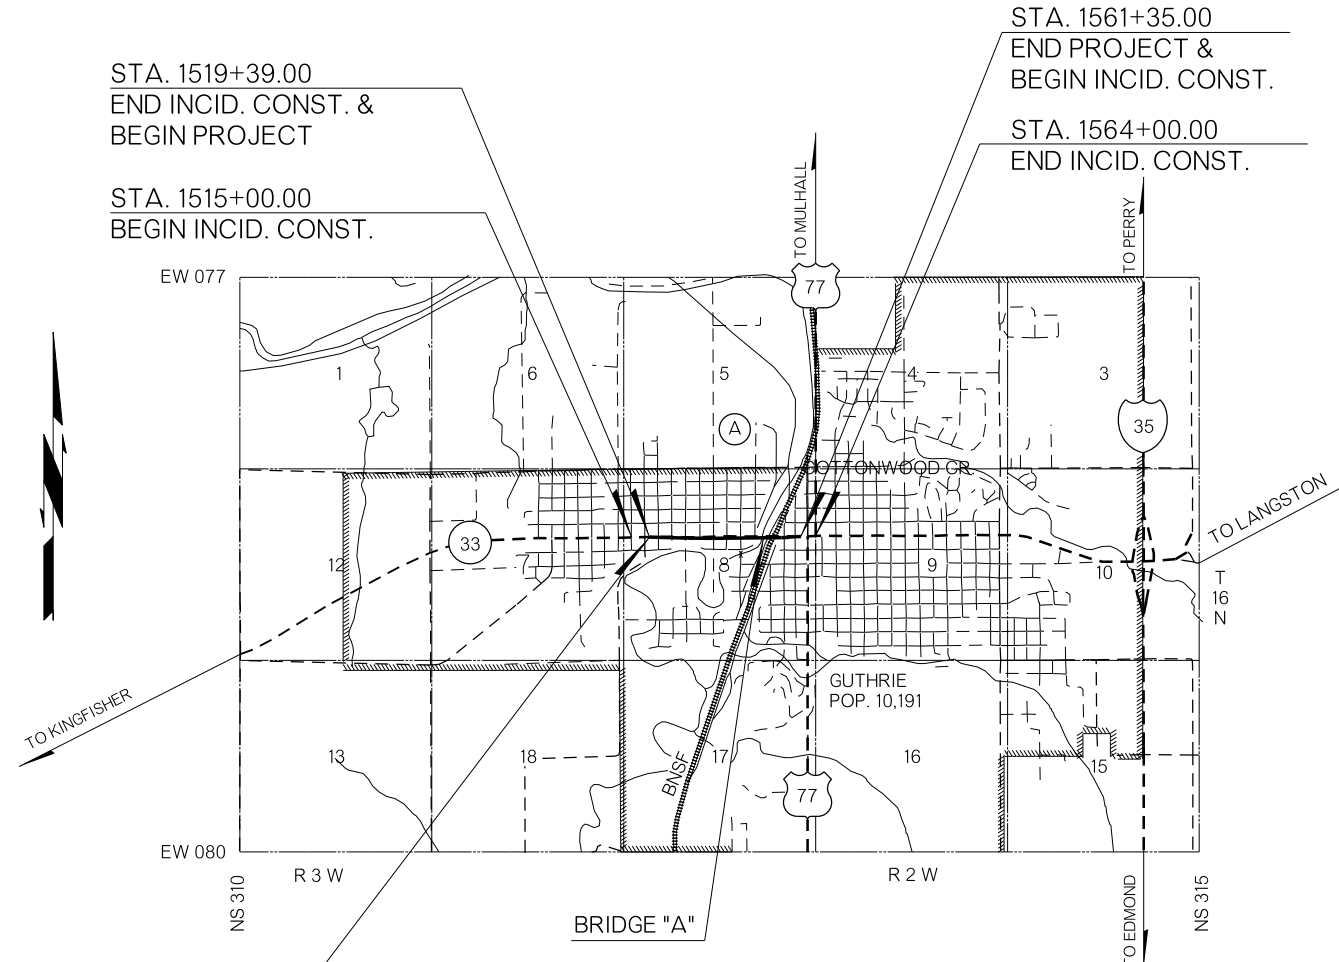 STA. 1561+35.00
END PROJECT &
BEGIN INCID. CONST.
STA. 1519+39.00
END INCID. CONST. &
BEGIN PROJECT
STA. 1564+00.00
END INCID. CONST.
STA. 1515+00.00
BEGIN INCID. CONST.
TO MULHALL
TO PERRY
EW 077
77
1
6
5
4
3
A
35
COTTONWOOD CR.
TO LANGSTON
33
12
7
8
9
10
T
16
N
GUTHRIE
POP. 10,191
TO KINGFISHER
13
18
17
16
15
BNSF
77
EW 080
R 3 W
R 2 W
NS 310
NS 315
BRIDGE "A"
TO EDMOND